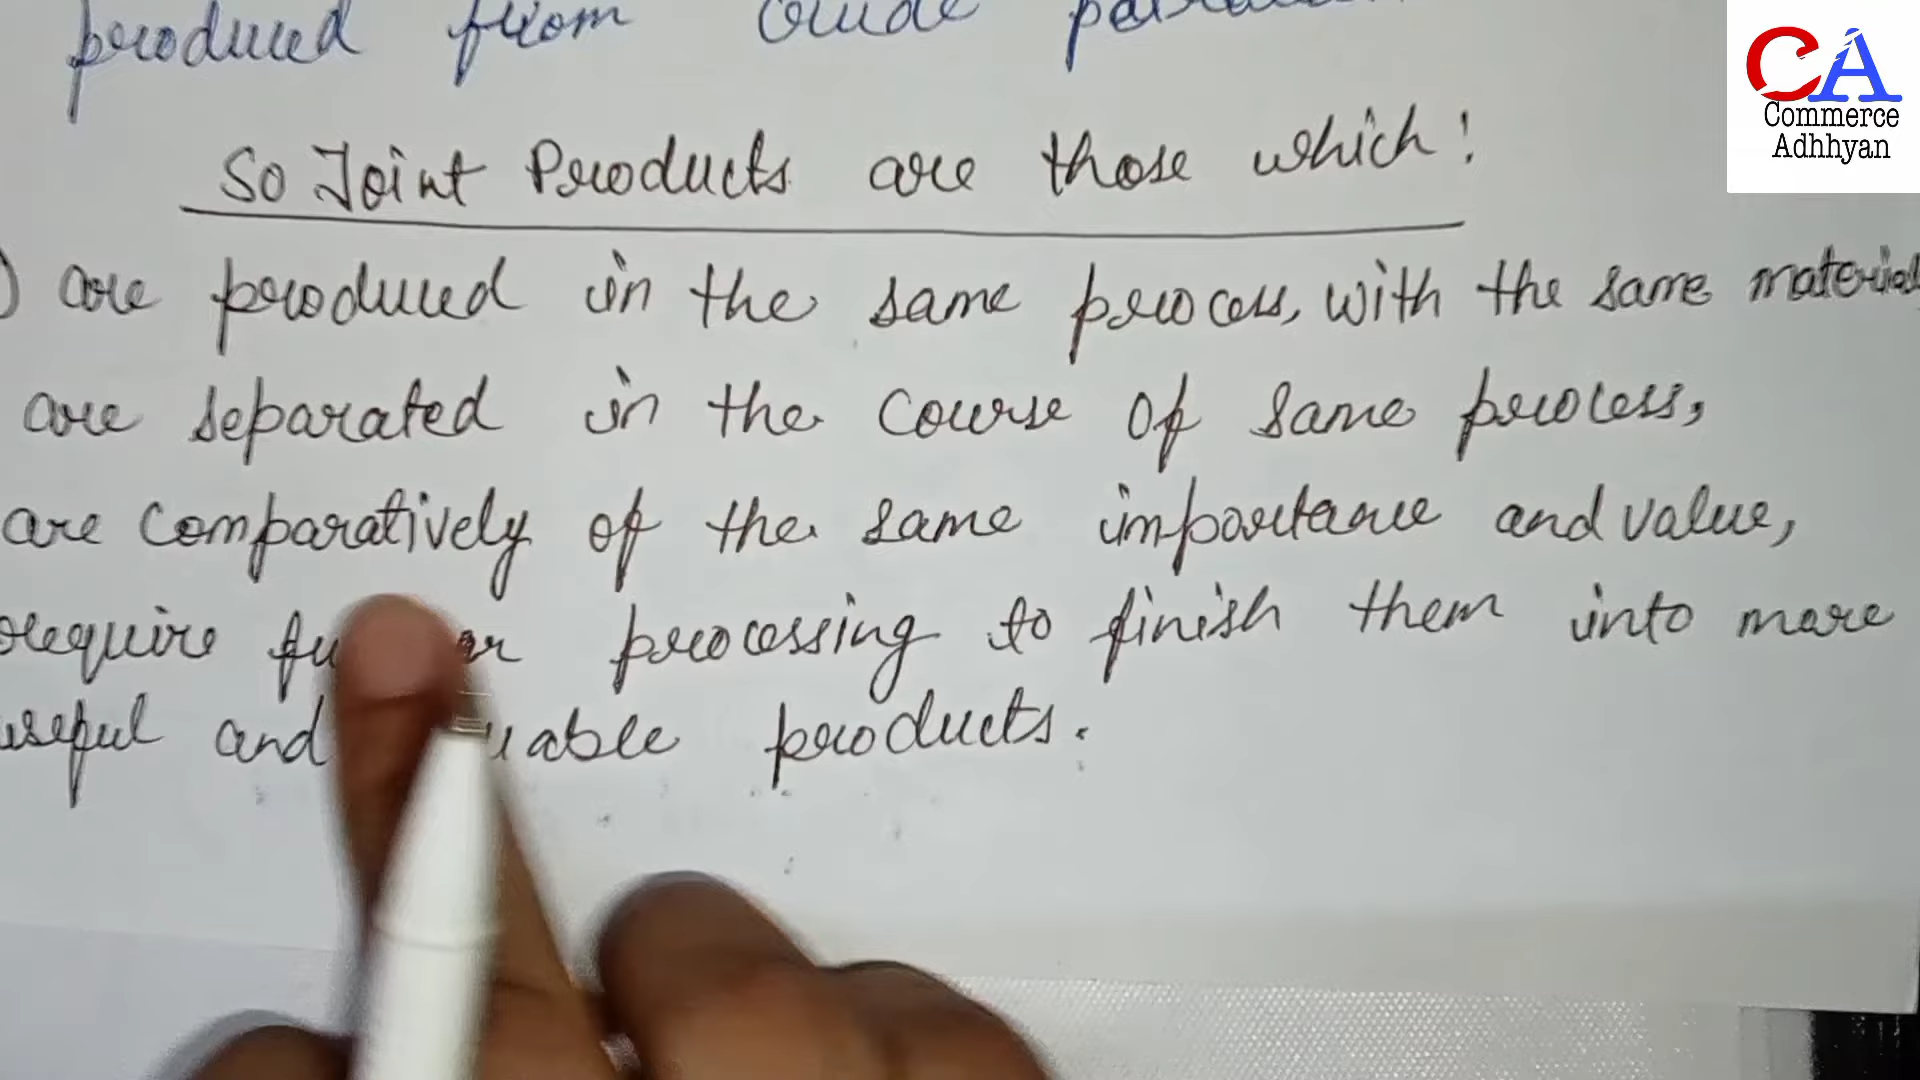 produced from crude
CA
Commerce
Adhhyan
So Joint Products are those which:
) are produced in the same process, with the same material
are separated in the course of same process,
are comparatively of the same importance and value,
require processing to finish them into more
useful and products.